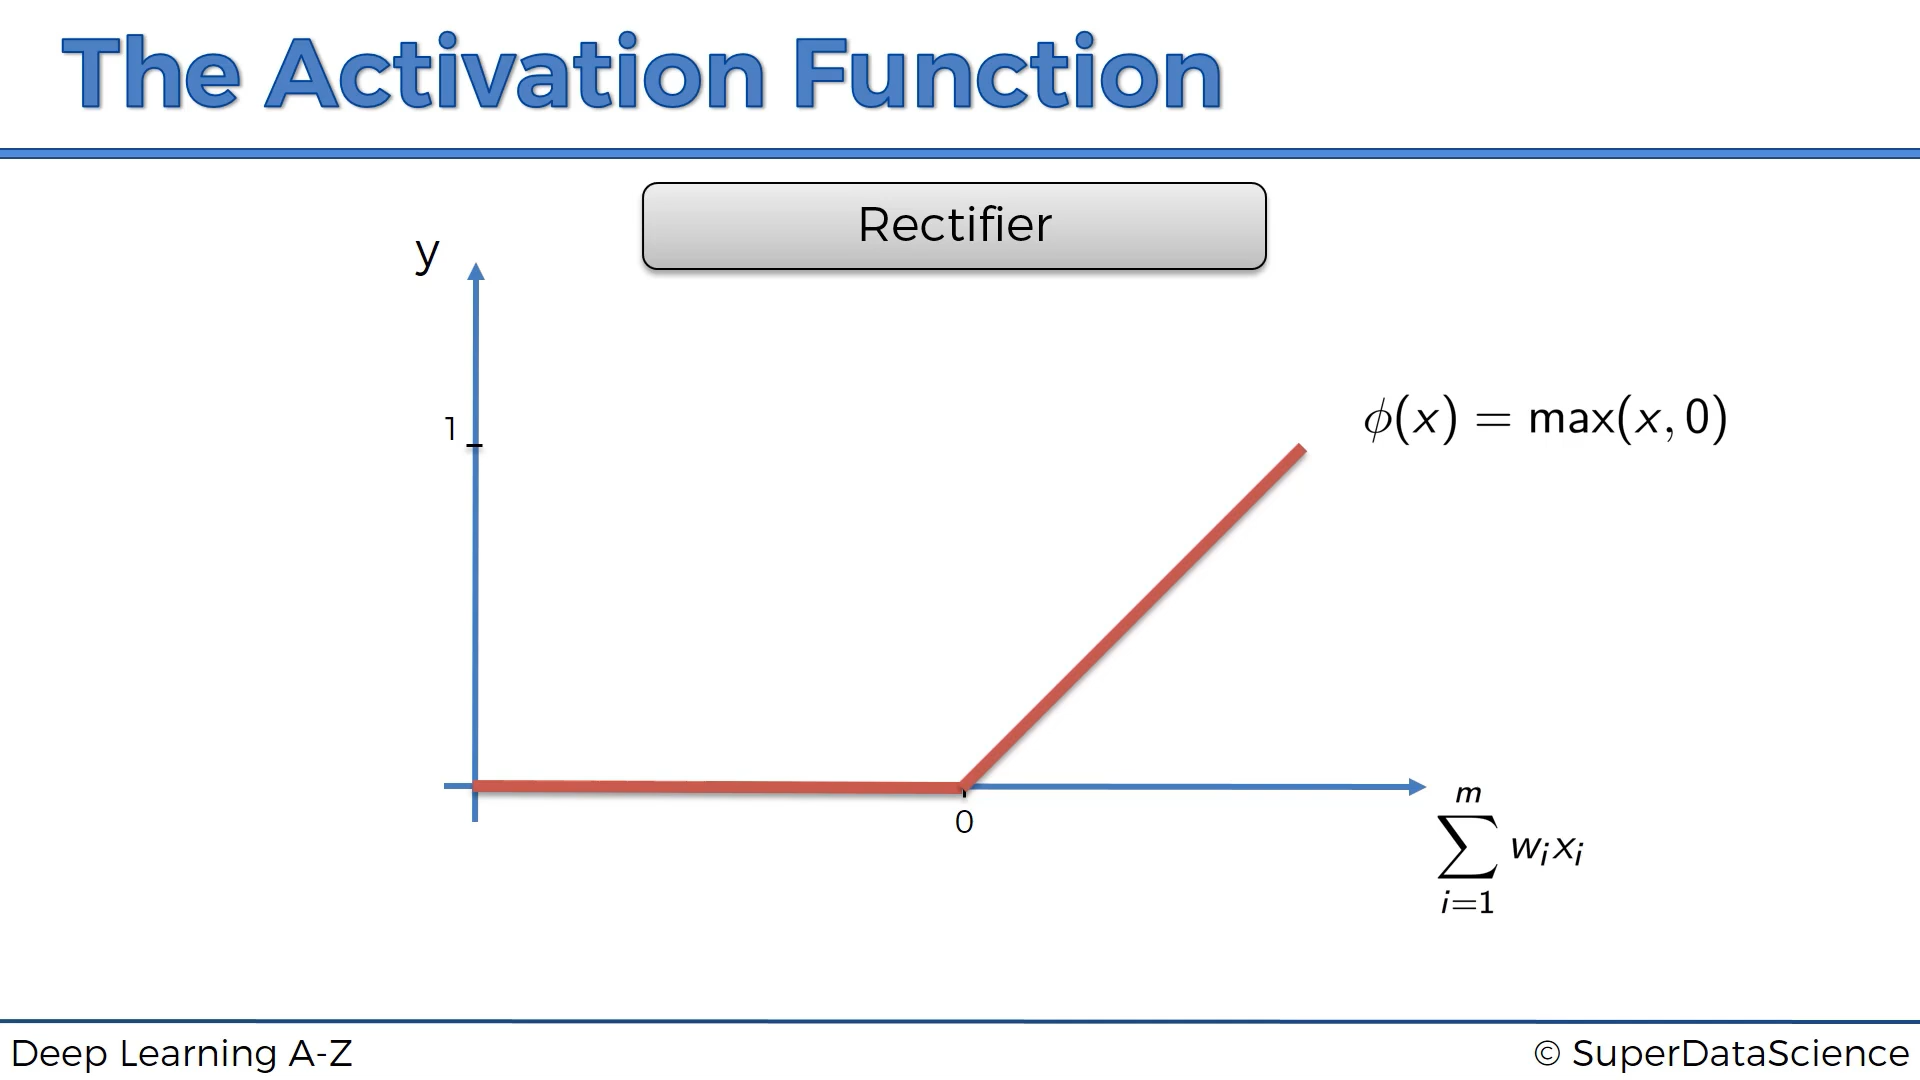 The Activation Function
Rectifier
y
1
ϕ(x) = max(x, 0)
0
m
∑ wᵢxᵢ
i=1
Deep Learning A-Z
© SuperDataScience